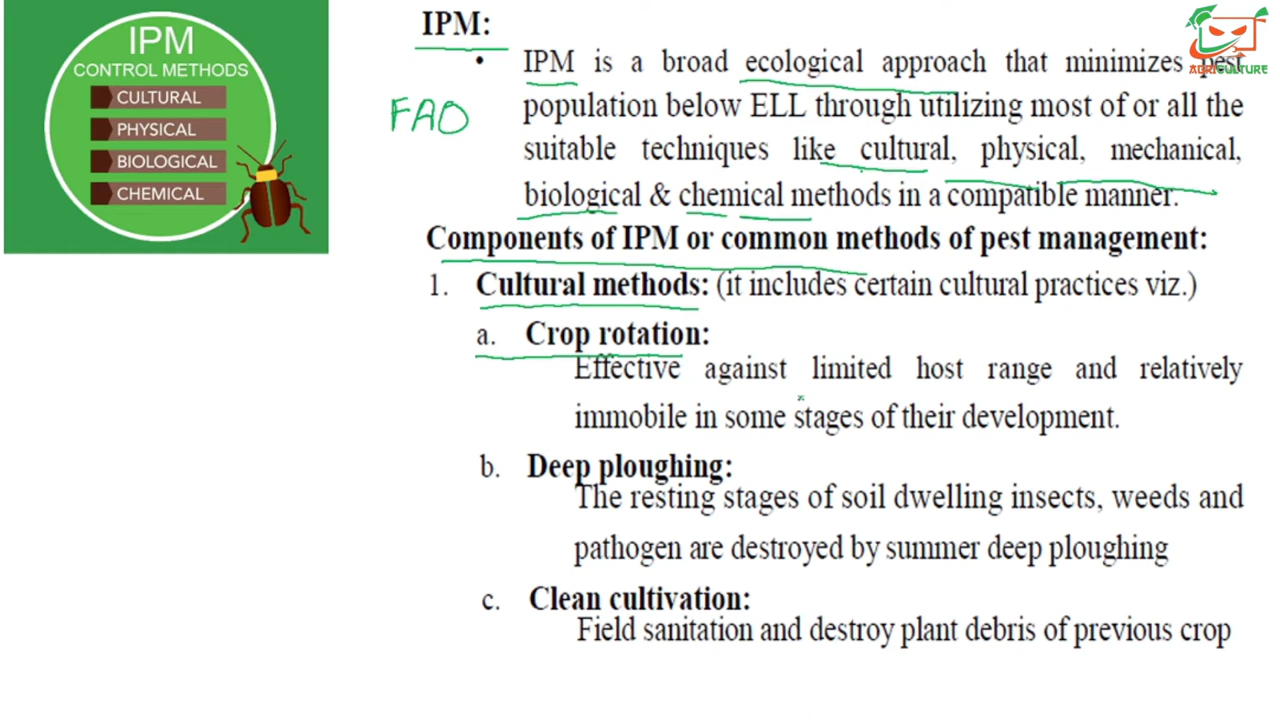 IPM
CONTROL METHODS
CULTURAL
PHYSICAL
BIOLOGICAL
CHEMICAL
IPM:
• IPM is a broad ecological approach that minimizes pest
population below ELL through utilizing most of or all the
suitable techniques like cultural, physical, mechanical,
biological & chemical methods in a compatible manner.
FAO
Components of IPM or common methods of pest management:
1. Cultural methods: (it includes certain cultural practices viz.)
a. Crop rotation:
Effective against limited host range and relatively
immobile in some stages of their development.
b. Deep ploughing:
The resting stages of soil dwelling insects, weeds and
pathogen are destroyed by summer deep ploughing
c. Clean cultivation:
Field sanitation and destroy plant debris of previous crop
AGRICULTURE